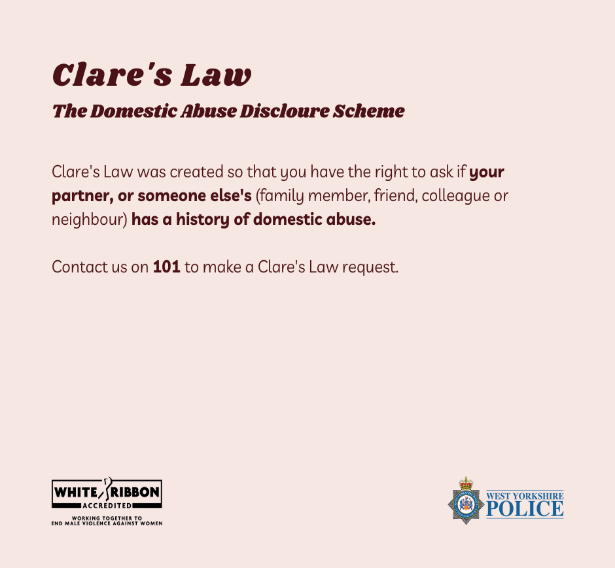 Clare's Law
The Domestic Abuse Discloure Scheme
Clare's Law was created so that you have the right to ask if your
partner, or someone else's (family member, friend, colleague or
neighbour) has a history of domestic abuse.
Contact us on 101 to make a Clare's Law request.
WHITE RIBBON
ACCREDITED
WORKING TOGETHER TO
END MALE VIOLENCE AGAINST WOMEN
WEST YORKSHIRE
POLICE